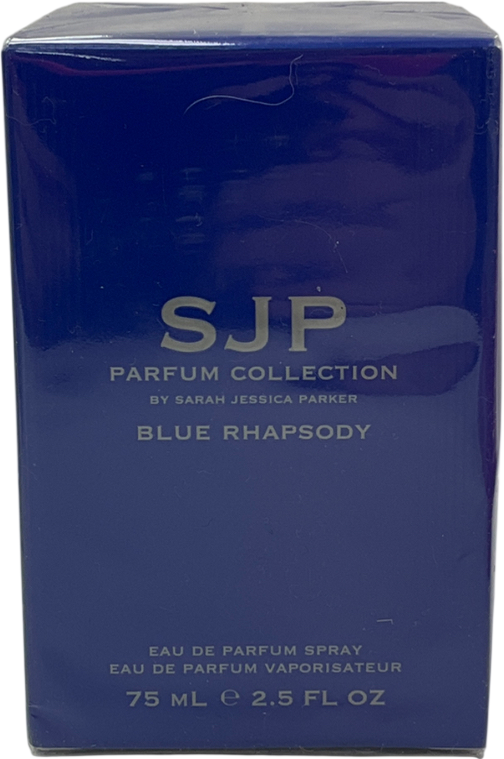 SJP
PARFUM COLLECTION
BY SARAH JESSICA PARKER
BLUE RHAPSODY
EAU DE PARFUM SPRAY
EAU DE PARFUM VAPORISATEUR
75 ML ℮ 2.5 FL OZ